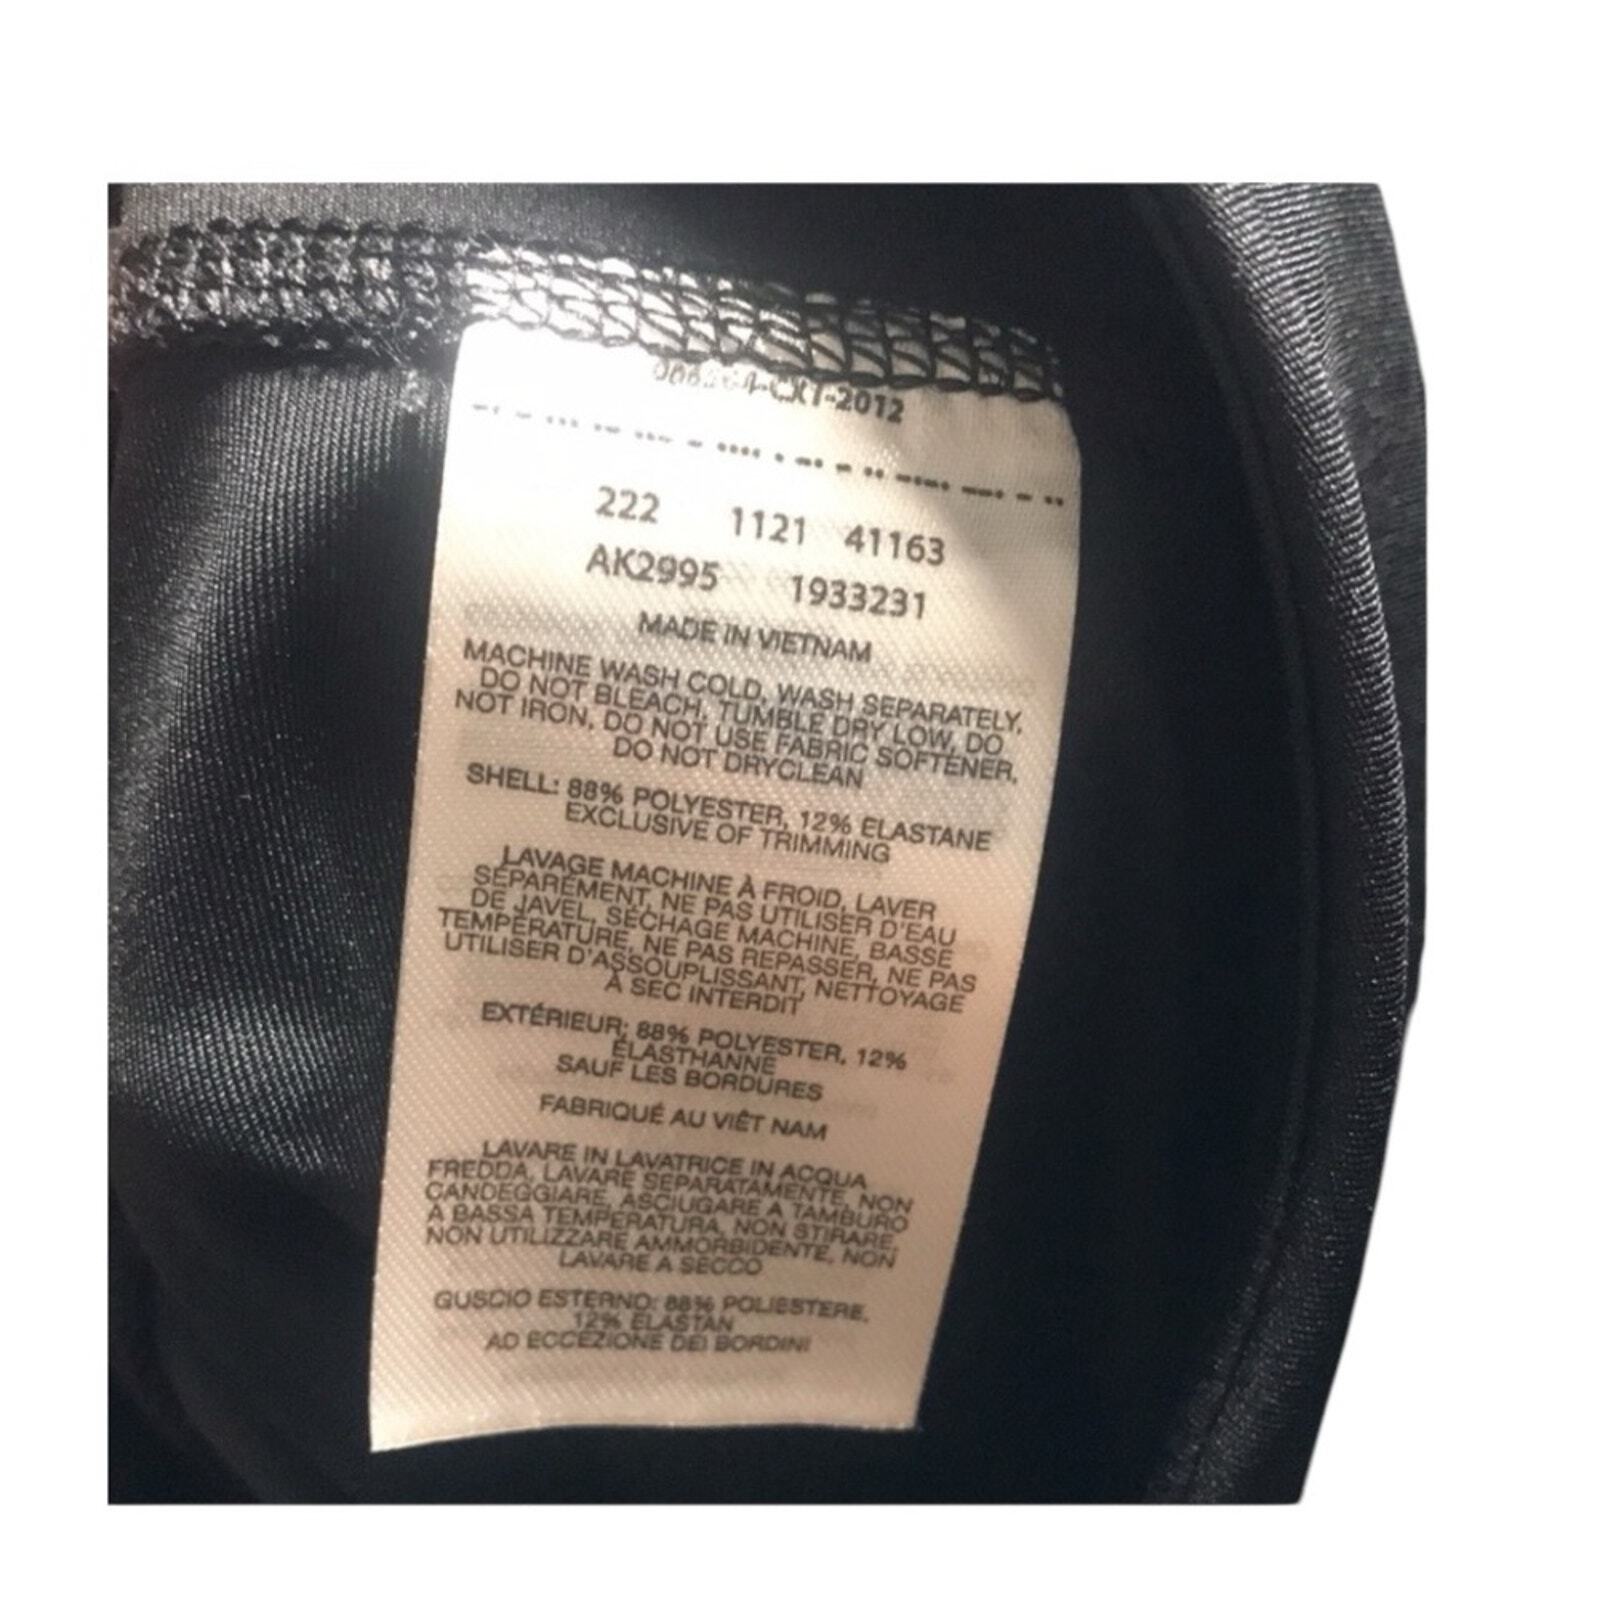 -2012
222 1121 41163
AK2995 1933231
MADE IN VIETNAM
MACHINE WASH COLD, WASH SEPARATELY,
DO NOT BLEACH, TUMBLE DRY LOW, DO
NOT IRON, DO NOT USE FABRIC SOFTENER,
DO NOT DRYCLEAN
SHELL: 88% POLYESTER, 12% ELASTANE
EXCLUSIVE OF TRIMMING
LAVAGE MACHINE À FROID, LAVER
SÉPARÉMENT, NE PAS UTILISER D'EAU
DE JAVEL, SÉCHAGE MACHINE, BASSE
TEMPÉRATURE, NE PAS REPASSER, NE PAS
UTILISER D'ASSOUPLISSANT, NETTOYAGE
À SEC INTERDIT
EXTÉRIEUR: 88% POLYESTER, 12%
ÉLASTHANNE
SAUF LES BORDURES
FABRIQUÉ AU VIÊT NAM
LAVARE IN LAVATRICE IN ACQUA
FREDDA, LAVARE SEPARATAMENTE, NON
CANDEGGIARE, ASCIUGARE A TAMBURO
A BASSA TEMPERATURA, NON STIRARE,
NON UTILIZZARE AMMORBIDENTE, NON
LAVARE A SECCO
GUSCIO ESTERNO: 88% POLIESTERE,
12% ELASTAN
AD ECCEZIONE DEI BORDINI